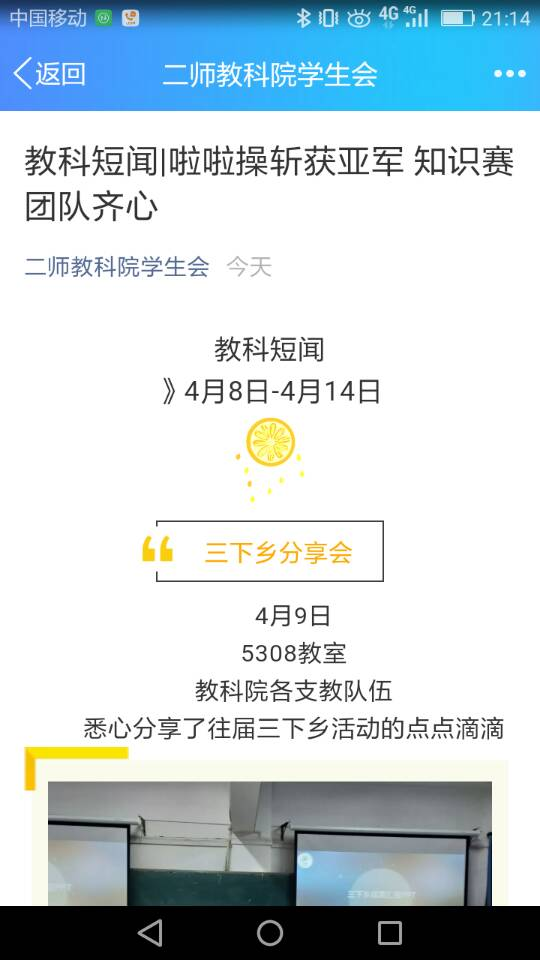 中国移动
4G 4G 21:14
返回
二师教科院学生会
教科短闻|啦啦操斩获亚军 知识赛
团队齐心
二师教科院学生会 今天
教科短闻
》4月8日-4月14日
三下乡分享会
4月9日
5308教室
教科院各支教队伍
悉心分享了往届三下乡活动的点点滴滴